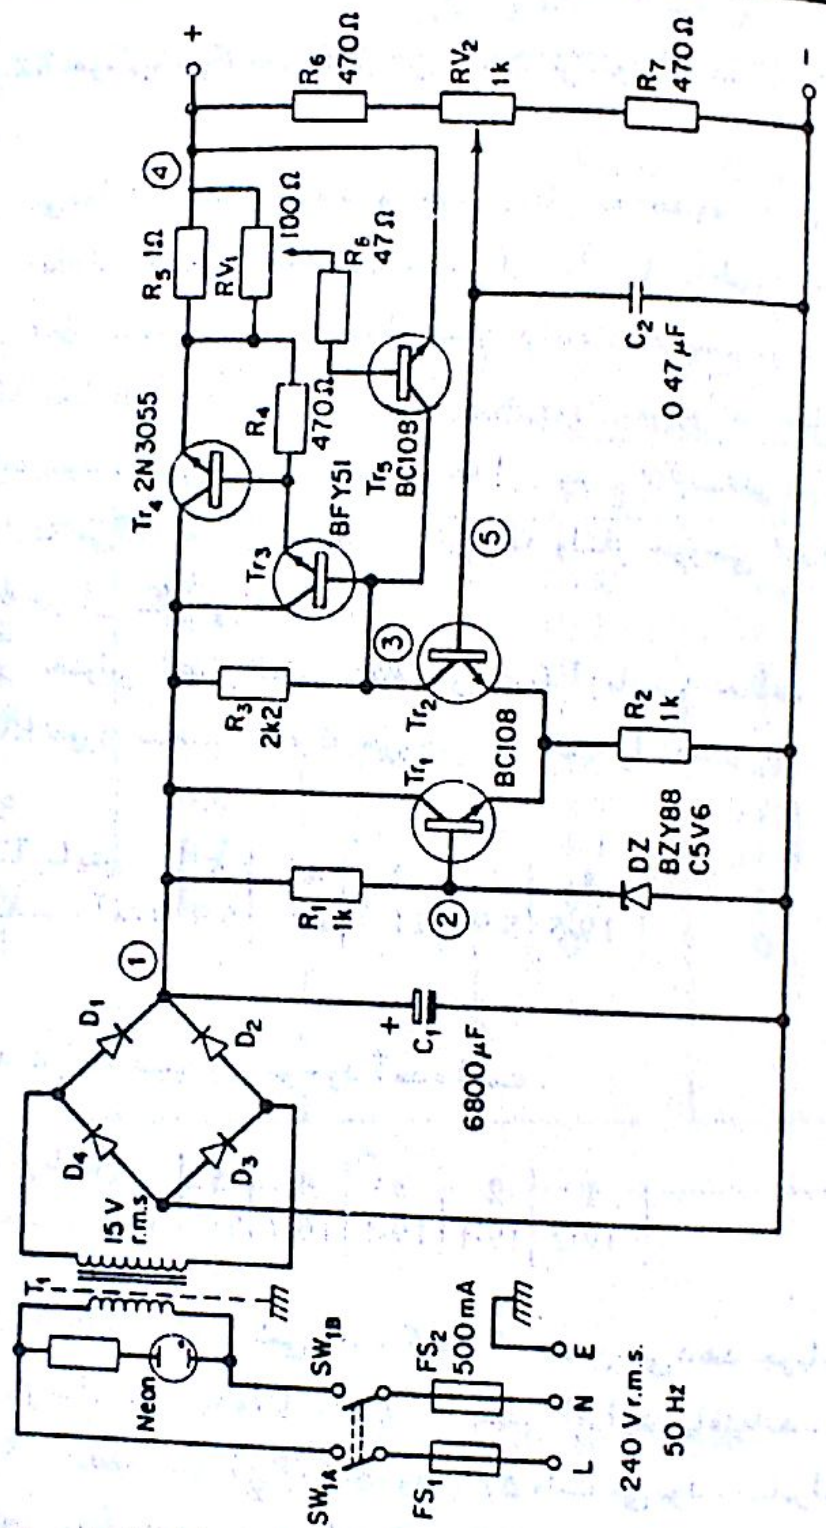 Tr₄ 2N3055
R₅ 1Ω
④
+
RV₁
100Ω
R₆
470Ω
R₄
470Ω
47Ω
①
D₁
D₂
D₄
D₃
15V
r.m.s.
T₁
Neon
R₃
2k2
Tr₃
BFY51
Tr₅
BC108
③
RV₂
1k
R₁
1k
Tr₁
Tr₂
BC108
⑤
②
+
C₁
6800μF
DZ
BZY88
C5V6
R₂
1k
C₂
0.47μF
R₇
470Ω
−
SW₁A
SW₁B
FS₁
FS₂
500mA
L
N
E
240 V r.m.s.
50 Hz